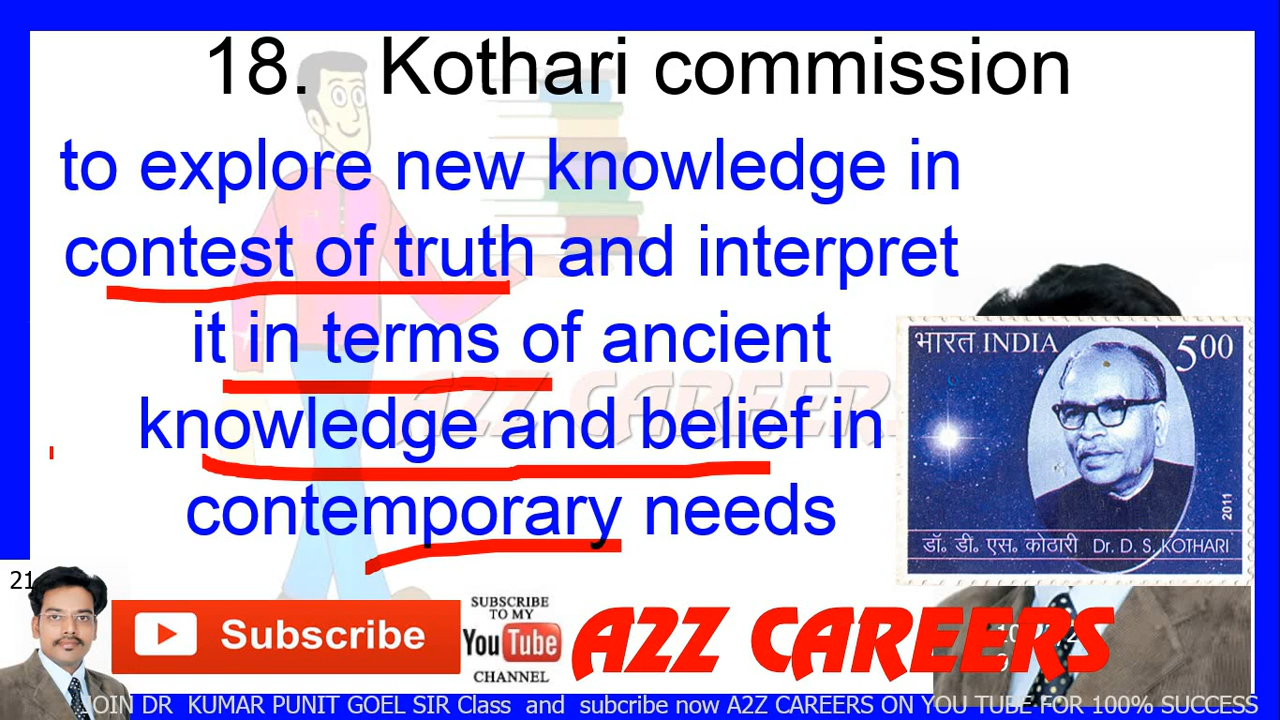 18. Kothari commission
to explore new knowledge in
contest of truth and interpret
it in terms of ancient
knowledge and belief in
contemporary needs
A2Z CAREERS
भारत INDIA 500
2011
डॉ. डी. एस. कोठारी Dr. D. S. KOTHARI
21
Subscribe
SUBSCRIBE
TO MY
YouTube
CHANNEL
A2Z CAREERS
JOIN DR KUMAR PUNIT GOEL SIR Class and subcribe now A2Z CAREERS ON YOU TUBE FOR 100% SUCCESS